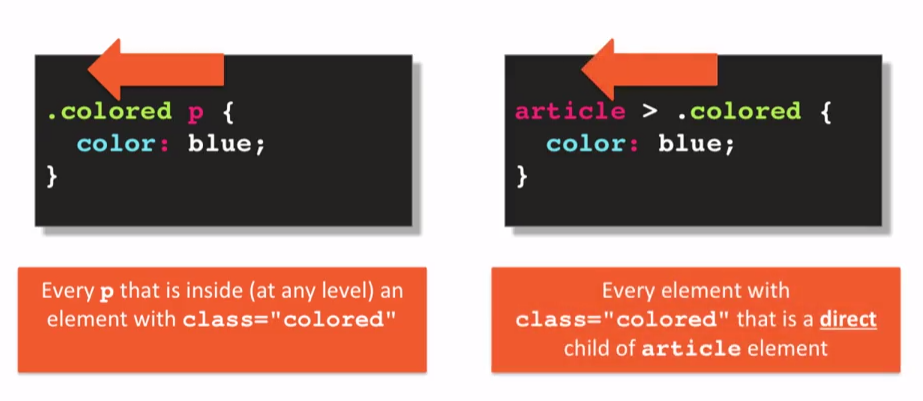 .colored p {
color: blue;
}
article > .colored {
color: blue;
}
Every p that is inside (at any level) an
element with class="colored"
Every element with
class="colored" that is a direct
child of article element